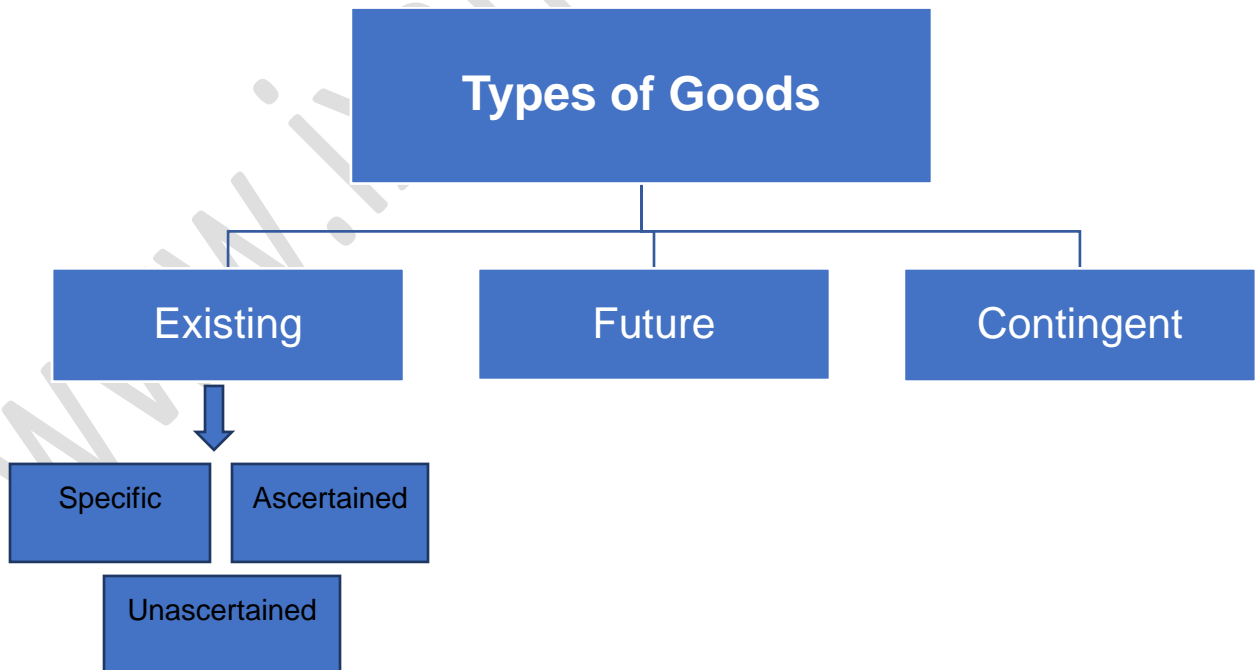 Types of Goods
Existing
Future
Contingent
Specific
Ascertained
Unascertained